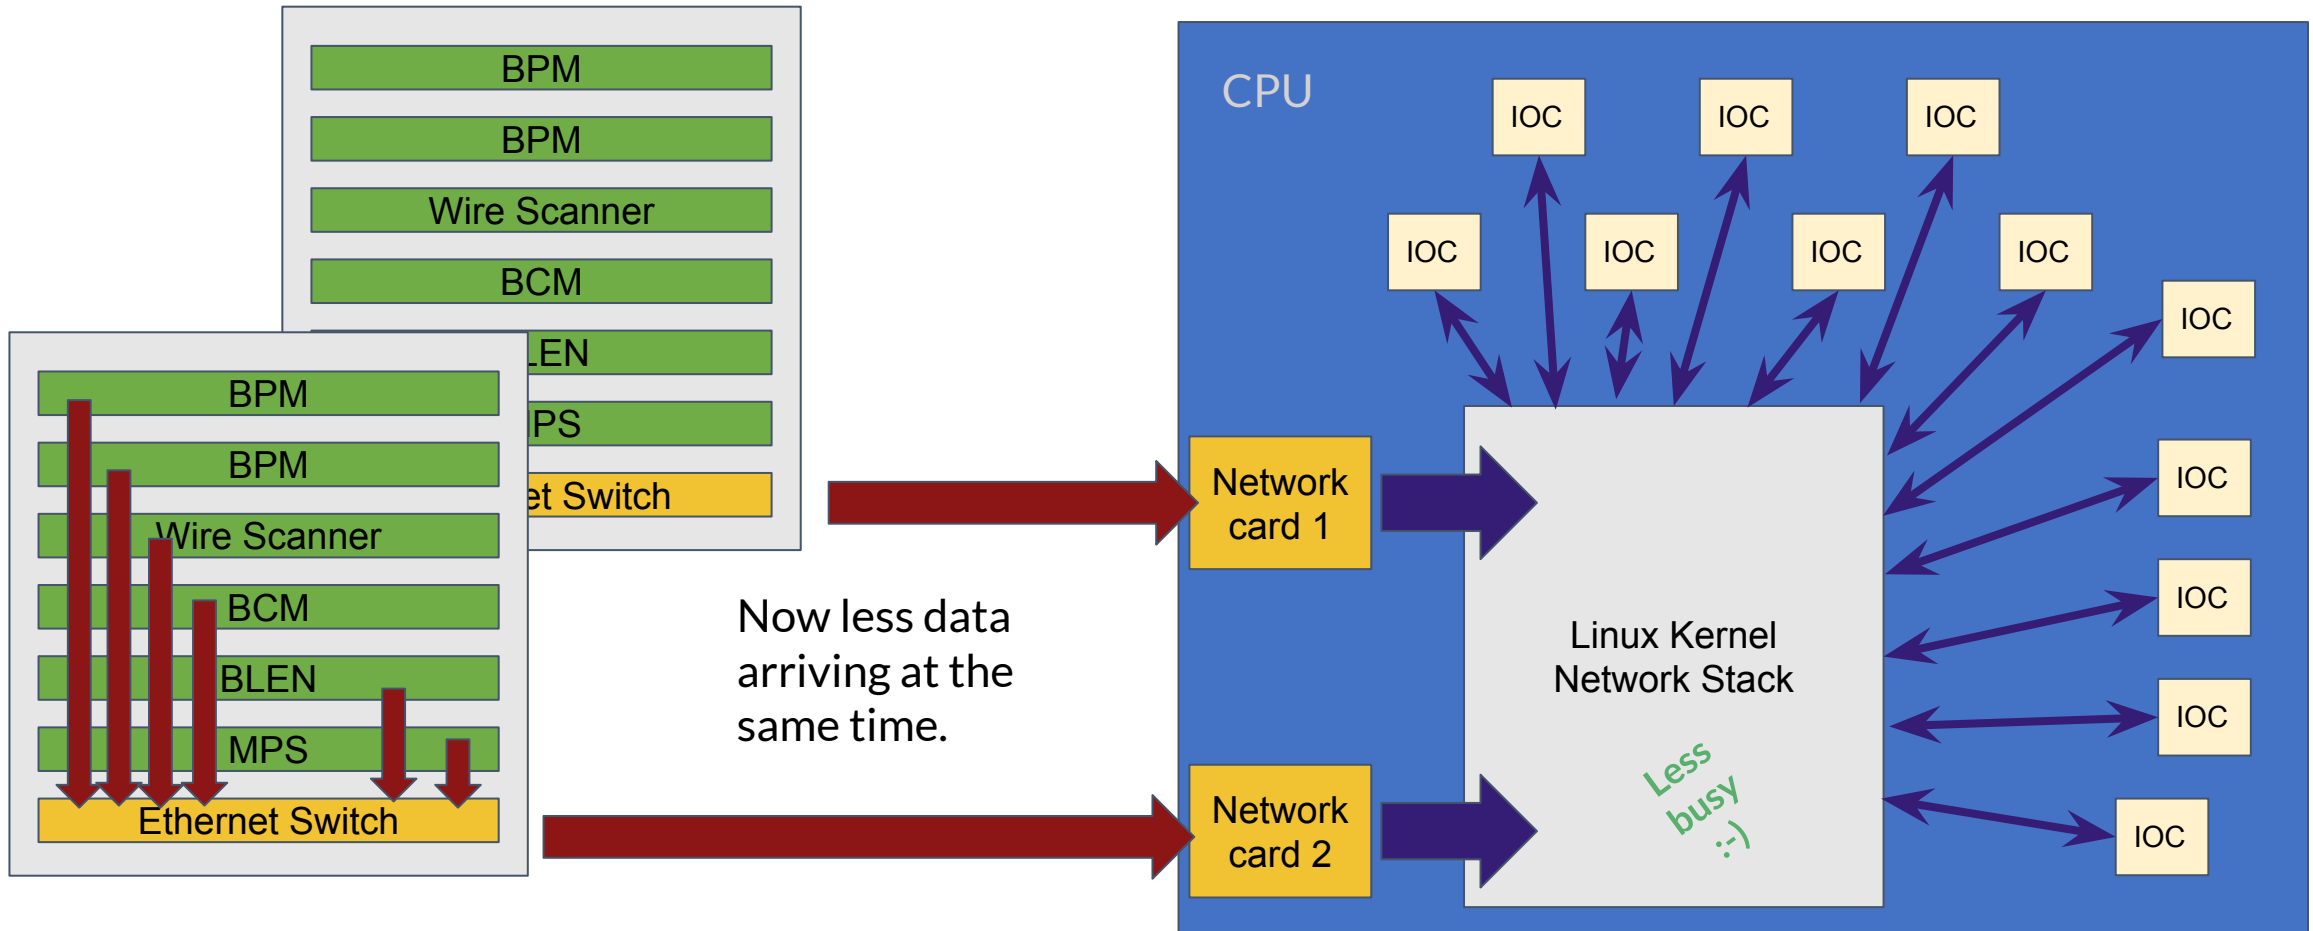 BPM
BPM
Wire Scanner
BCM
LEN
PS
et Switch
BPM
BPM
Wire Scanner
BCM
BLEN
MPS
Ethernet Switch
Now less data
arriving at the
same time.
CPU
IOC
IOC
IOC
IOC
IOC
IOC
IOC
IOC
IOC
IOC
IOC
IOC
Network
card 1
Linux Kernel
Network Stack
Less
busy
:-)
Network
card 2